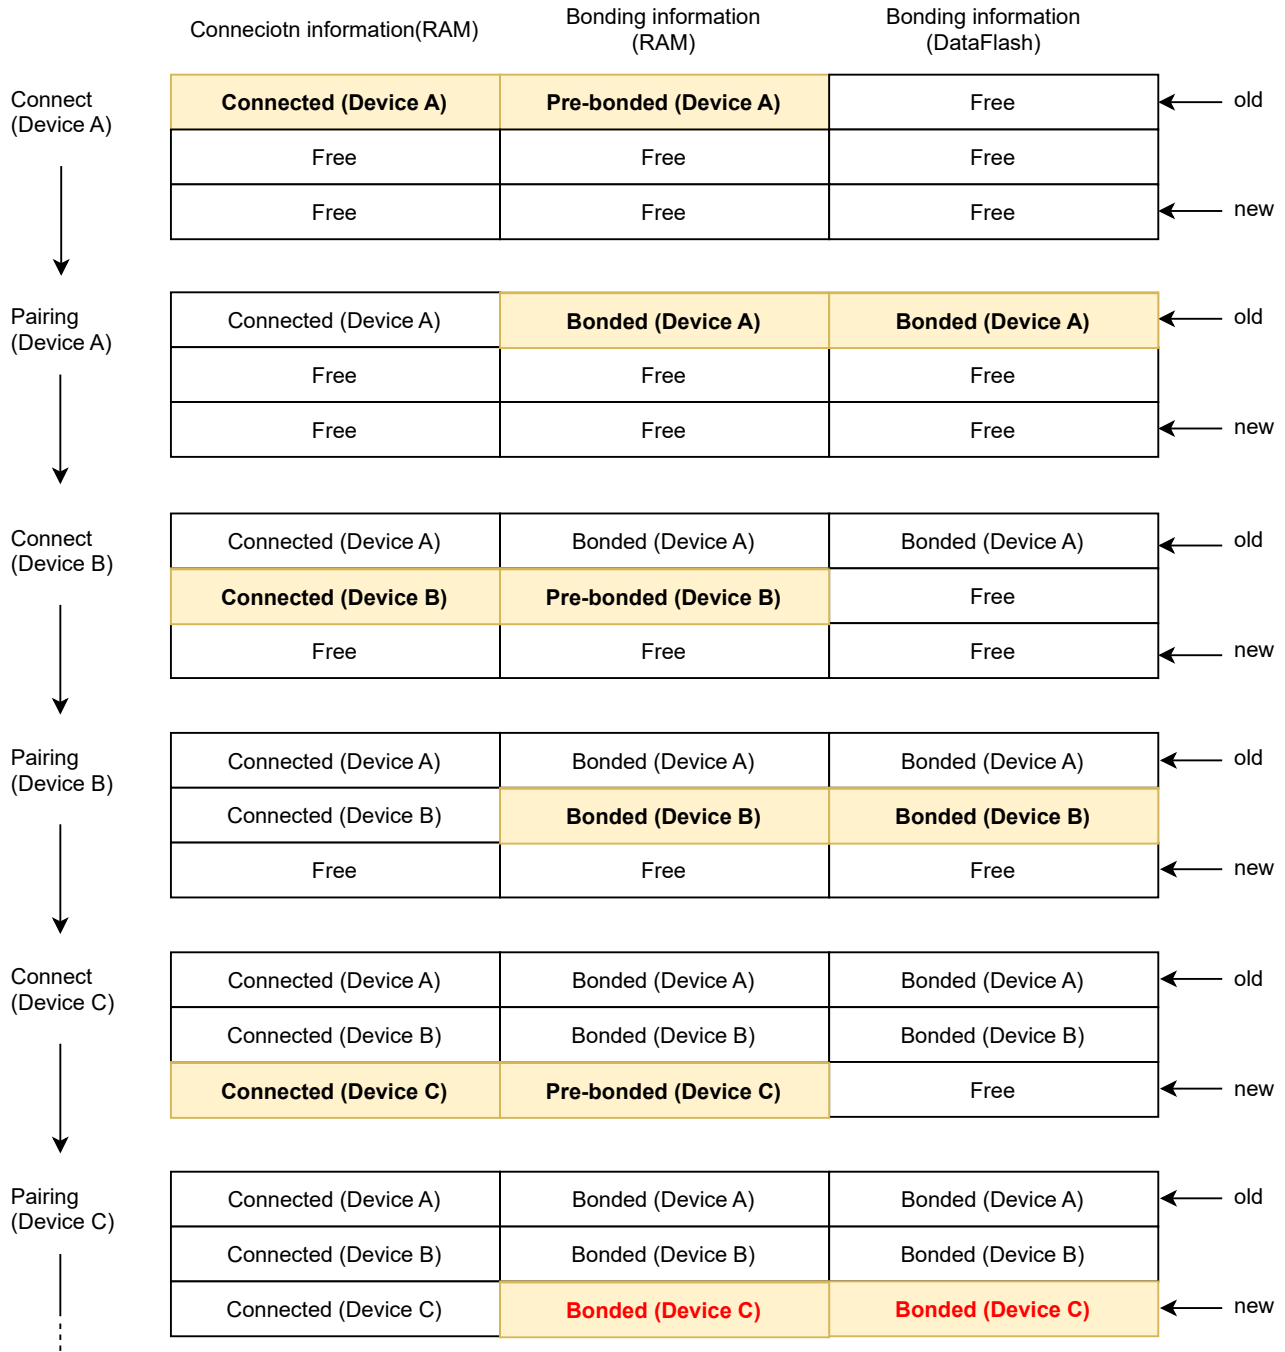 Conneciotn information(RAM)
Bonding information
(RAM)
Bonding information
(DataFlash)
Connect
(Device A)
Connected (Device A)
Pre-bonded (Device A)
Free
old
Free
Free
Free
Free
Free
Free
new
Pairing
(Device A)
Connected (Device A)
Bonded (Device A)
Bonded (Device A)
old
Free
Free
Free
Free
Free
Free
new
Connect
(Device B)
Connected (Device A)
Bonded (Device A)
Bonded (Device A)
old
Connected (Device B)
Pre-bonded (Device B)
Free
Free
Free
Free
new
Pairing
(Device B)
Connected (Device A)
Bonded (Device A)
Bonded (Device A)
old
Connected (Device B)
Bonded (Device B)
Bonded (Device B)
Free
Free
Free
new
Connect
(Device C)
Connected (Device A)
Bonded (Device A)
Bonded (Device A)
old
Connected (Device B)
Bonded (Device B)
Bonded (Device B)
Connected (Device C)
Pre-bonded (Device C)
Free
new
Pairing
(Device C)
Connected (Device A)
Bonded (Device A)
Bonded (Device A)
old
Connected (Device B)
Bonded (Device B)
Bonded (Device B)
Connected (Device C)
Bonded (Device C)
Bonded (Device C)
new